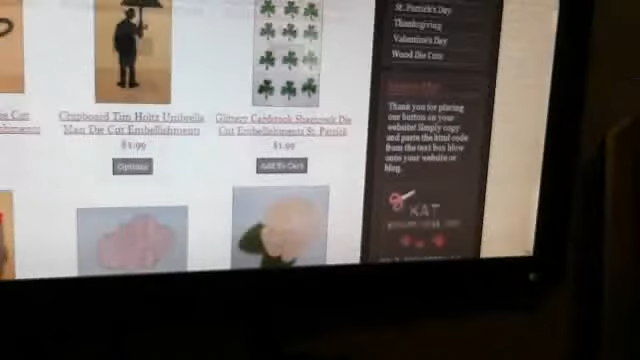 St. Patrick's Day
Thanksgiving
Valentine's Day
Wood Die Cuts
Chipboard Tim Holtz Umbrella
Man Die Cut Embellishments
$1.99
Options
Glittery Cardstock Shamrock Die
Cut Embellishments St. Patrick
$1.99
Add To Cart
Cut
Thank you for placing
our button on your
website! Simply copy
and paste the html code
from the text box blow
onto your website or
blog.
KAT